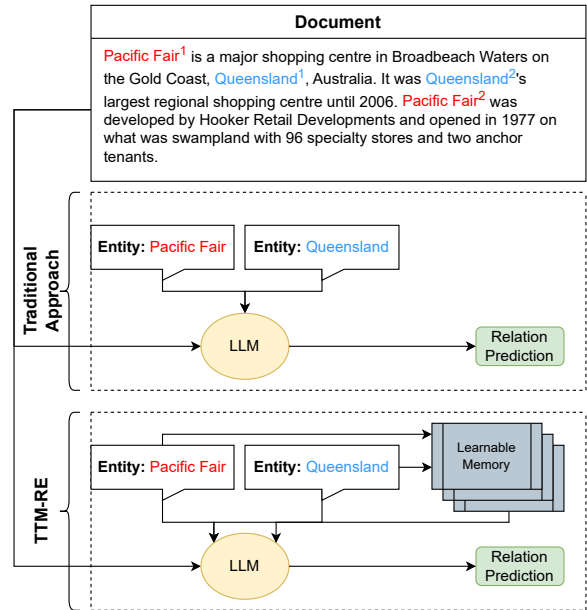 Document
Pacific Fair¹ is a major shopping centre in Broadbeach Waters on
the Gold Coast, Queensland¹, Australia. It was Queensland²'s
largest regional shopping centre until 2006. Pacific Fair² was
developed by Hooker Retail Developments and opened in 1977 on
what was swampland with 96 specialty stores and two anchor
tenants.
Traditional
Approach
Entity: Pacific Fair
Entity: Queensland
LLM
Relation
Prediction
TTM-RE
Entity: Pacific Fair
Entity: Queensland
Learnable
Memory
LLM
Relation
Prediction